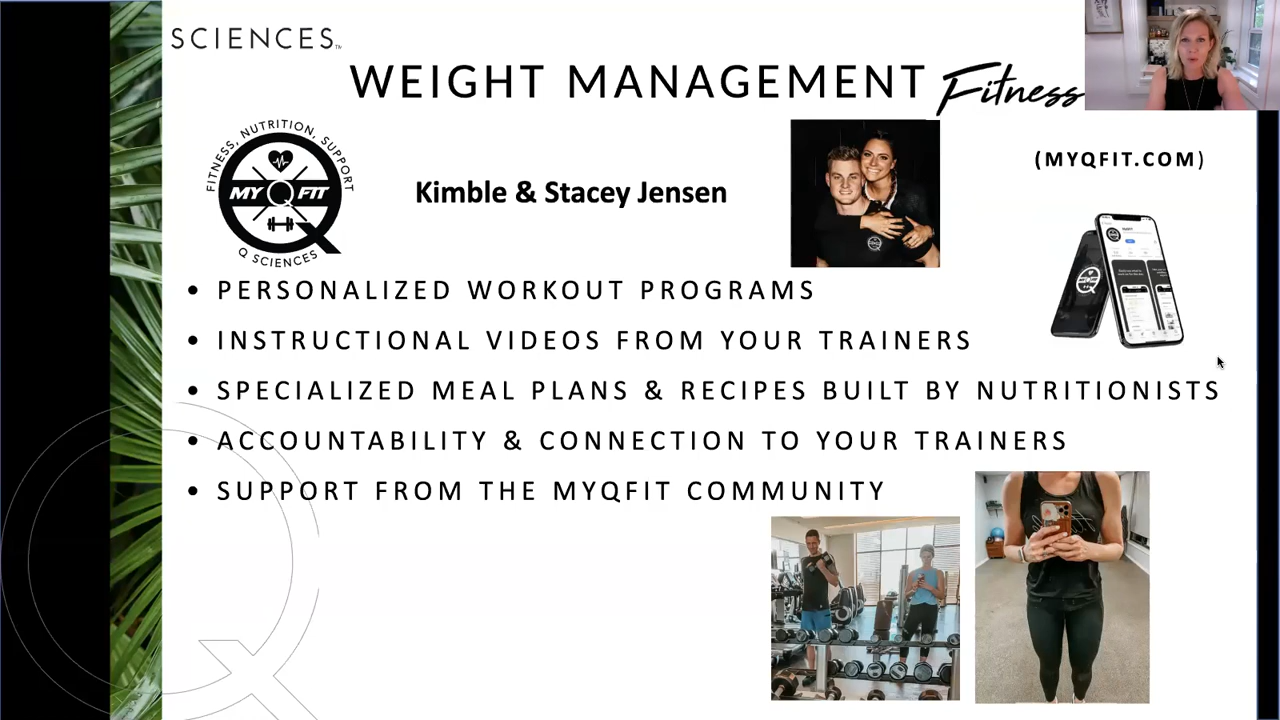 SCIENCES™
WEIGHT MANAGEMENT Fitness
FITNESS, NUTRITION, SUPPORT
MY Q FIT
Q SCIENCES
Kimble & Stacey Jensen
(MYQFIT.COM)
• PERSONALIZED WORKOUT PROGRAMS
• INSTRUCTIONAL VIDEOS FROM YOUR TRAINERS
• SPECIALIZED MEAL PLANS & RECIPES BUILT BY NUTRITIONISTS
• ACCOUNTABILITY & CONNECTION TO YOUR TRAINERS
• SUPPORT FROM THE MYQFIT COMMUNITY